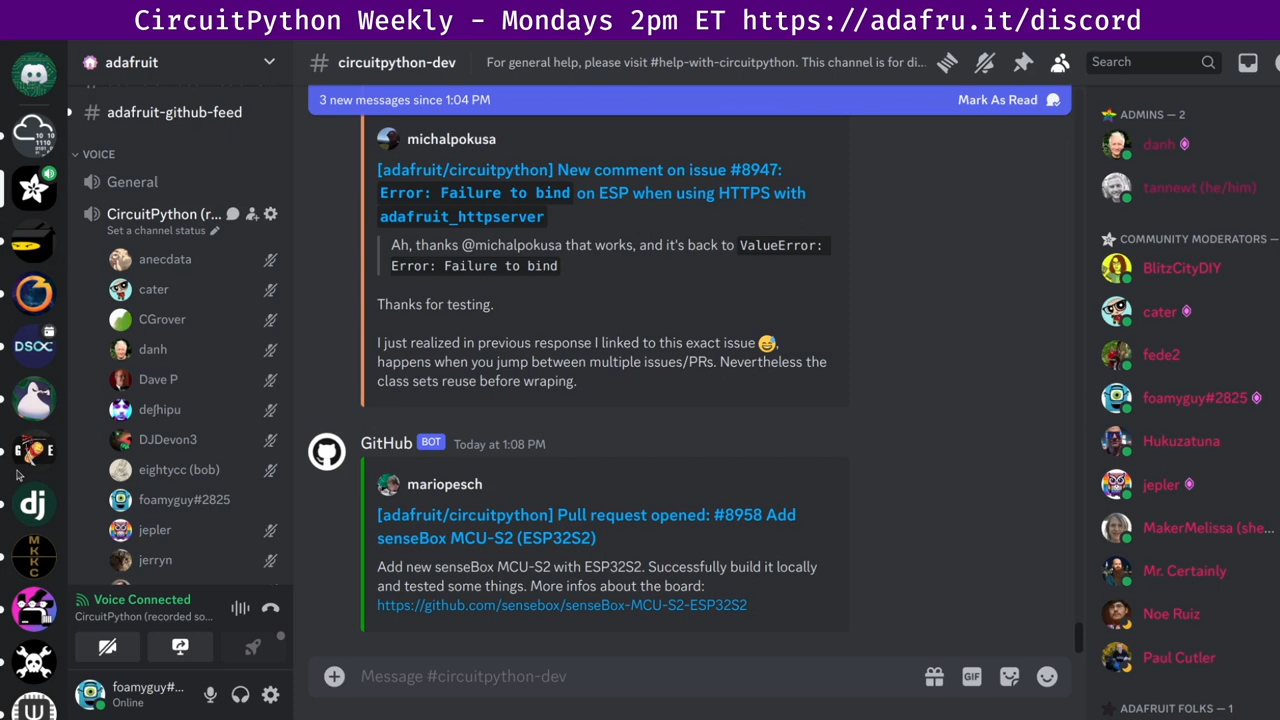 CircuitPython Weekly - Mondays 2pm ET https://adafru.it/discord
adafruit
adafruit-github-feed
VOICE
General
CircuitPython (r...
Set a channel status
anecdata
cater
CGrover
danh
Dave P
deʃhipu
DJDevon3
eightycc (bob)
foamyguy#2825
jepler
jerryn
Voice Connected
CircuitPython (recorded so...
foamyguy#...
Online
DSOC
G E
dj
M K
K C
# circuitpython-dev
For general help, please visit #help-with-circuitpython. This channel is for di...
Search
3 new messages since 1:04 PM
Mark As Read
michalpokusa
[adafruit/circuitpython] New comment on issue #8947:
Error: Failure to bind on ESP when using HTTPS with
adafruit_httpserver
Ah, thanks @michalpokusa that works, and it's back to ValueError:
Error: Failure to bind
Thanks for testing.
I just realized in previous response I linked to this exact issue 😅,
happens when you jump between multiple issues/PRs. Nevertheless the
class sets reuse before wraping.
GitHub BOT Today at 1:08 PM
mariopesch
[adafruit/circuitpython] Pull request opened: #8958 Add
senseBox MCU-S2 (ESP32S2)
Add new senseBox MCU-S2 with ESP32S2. Successfully build it locally
and tested some things. More infos about the board:
https://github.com/sensebox/senseBox-MCU-S2-ESP32S2
Message #circuitpython-dev
GIF
ADMINS — 2
danh
tannewt (he/him)
COMMUNITY MODERATORS —
BlitzCityDIY
cater
fede2
foamyguy#2825
Hukuzatuna
jepler
MakerMelissa (she...
Mr. Certainly
Noe Ruiz
Paul Cutler
ADAFRUIT FOLKS — 1